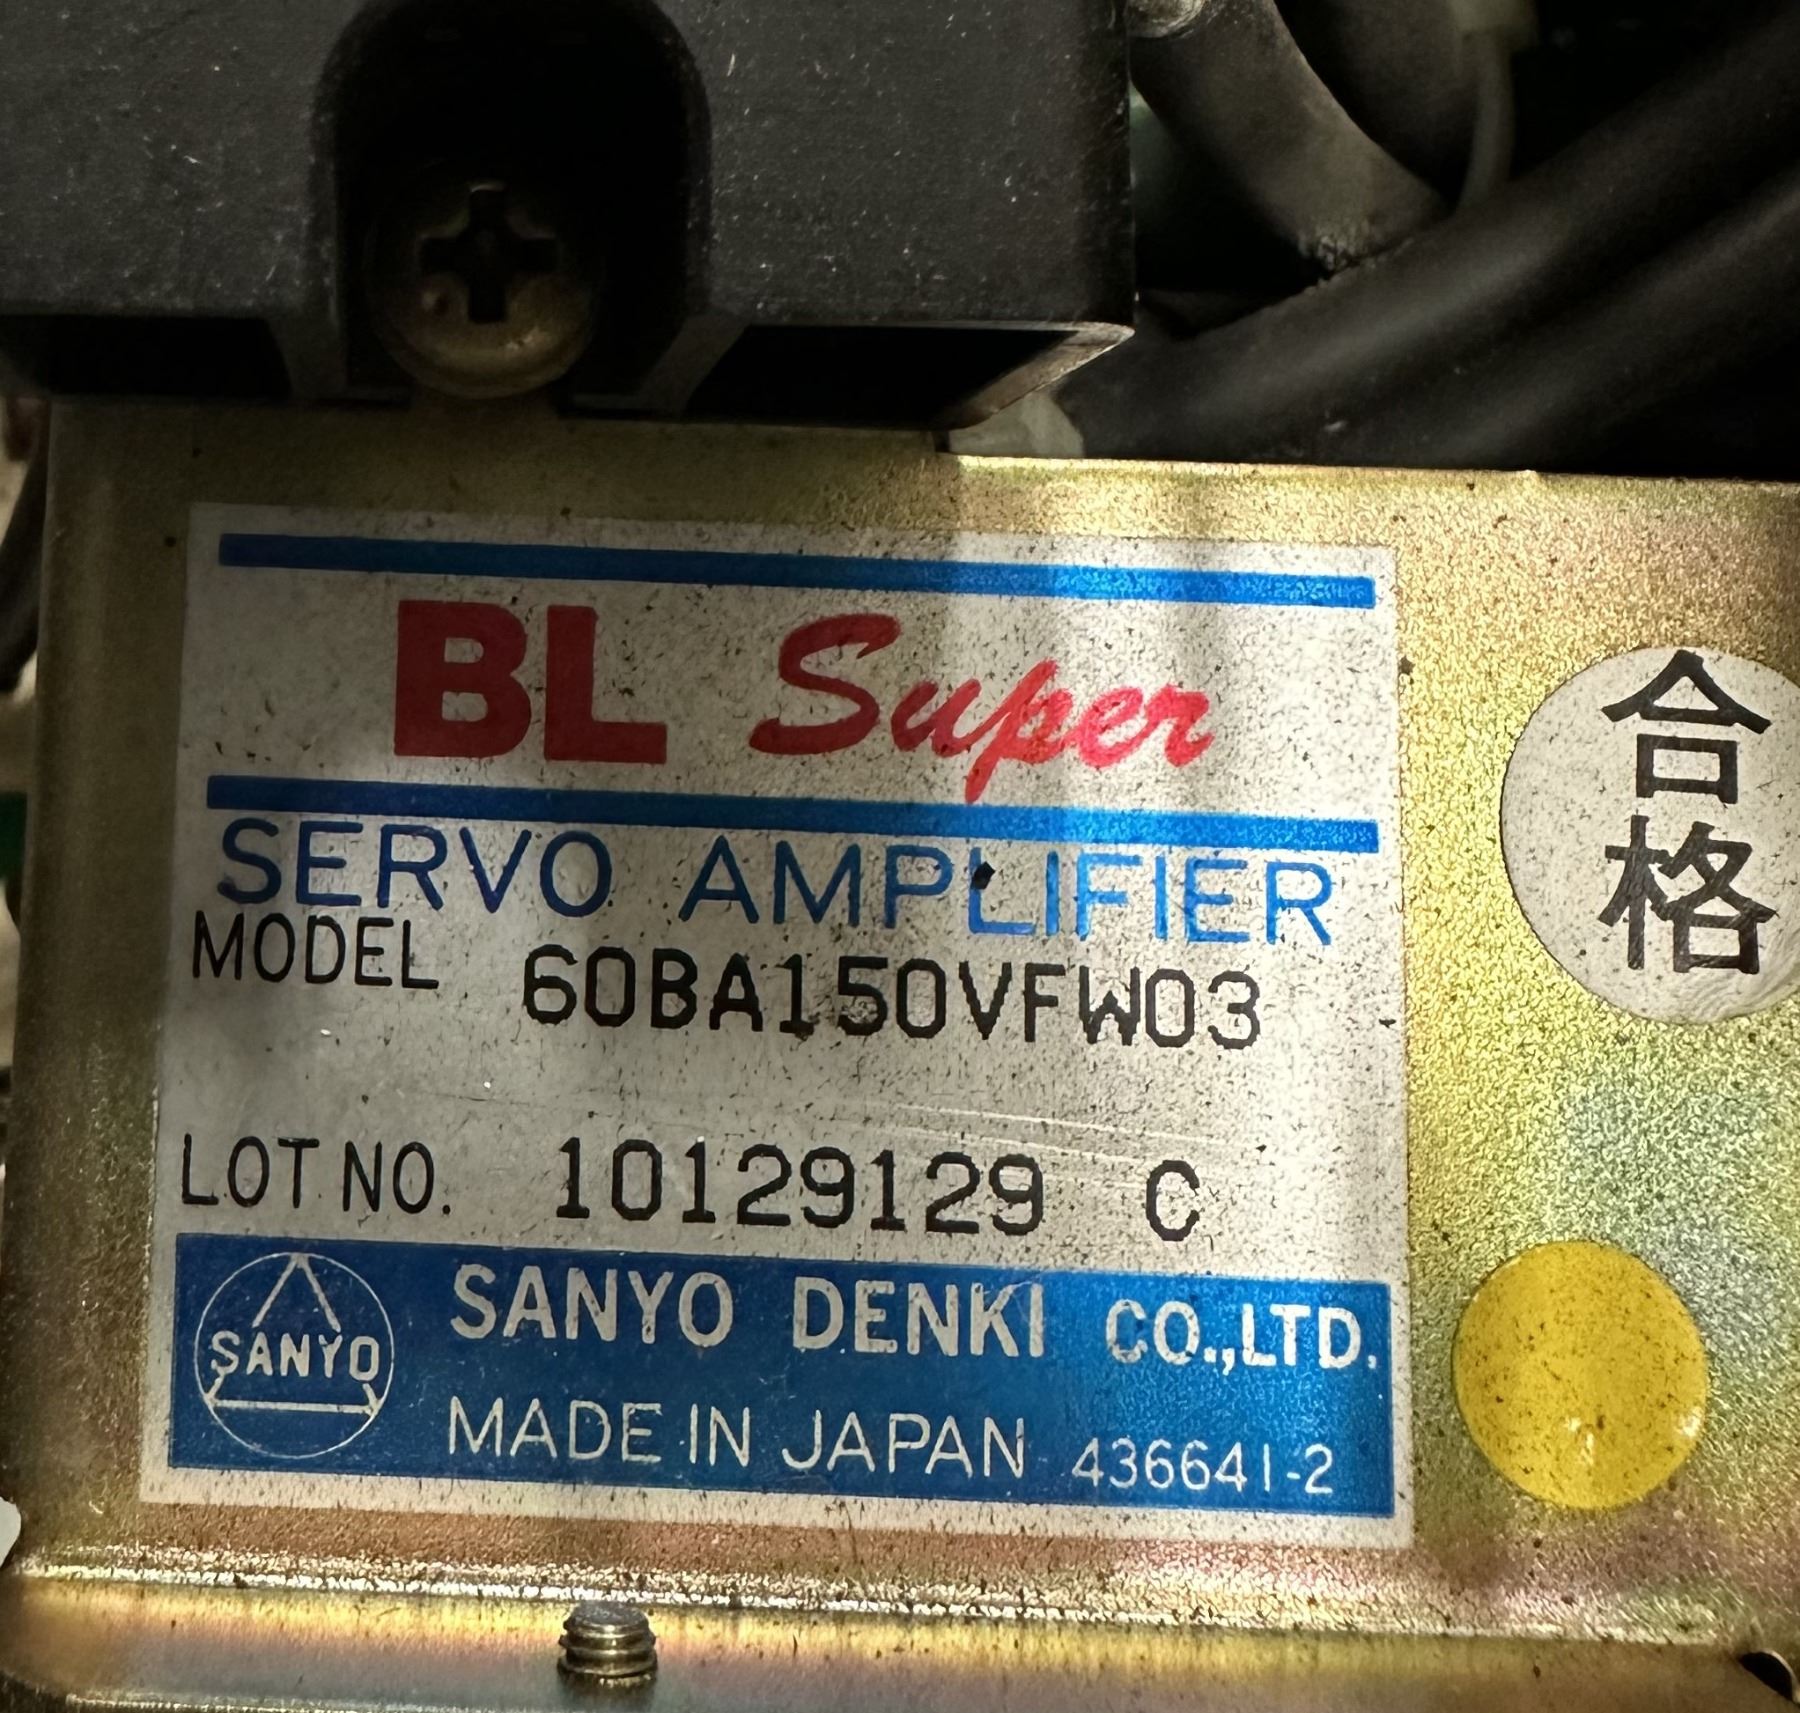 BL Super
SERVO AMPLIFIER
MODEL 60BA150VFW03
LOT NO. 10129129 C
SANYO
SANYO DENKI CO.,LTD.
MADE IN JAPAN 436641-2
合
格